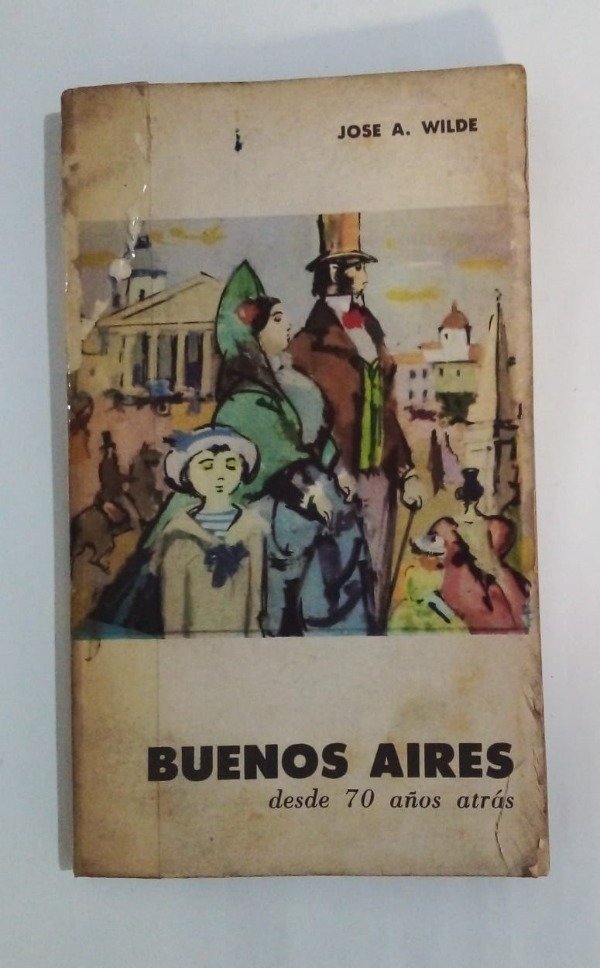 JOSE A. WILDE
BUENOS AIRES
desde 70 años atrás